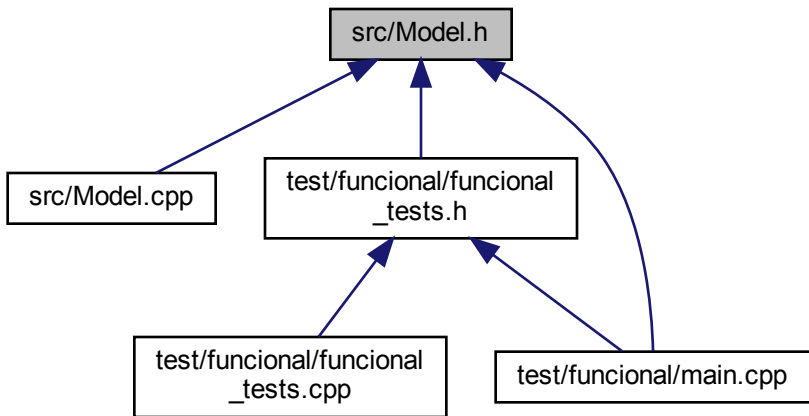 src/Model.h
src/Model.cpp
test/funcional/funcional
_tests.h
test/funcional/funcional
_tests.cpp
test/funcional/main.cpp